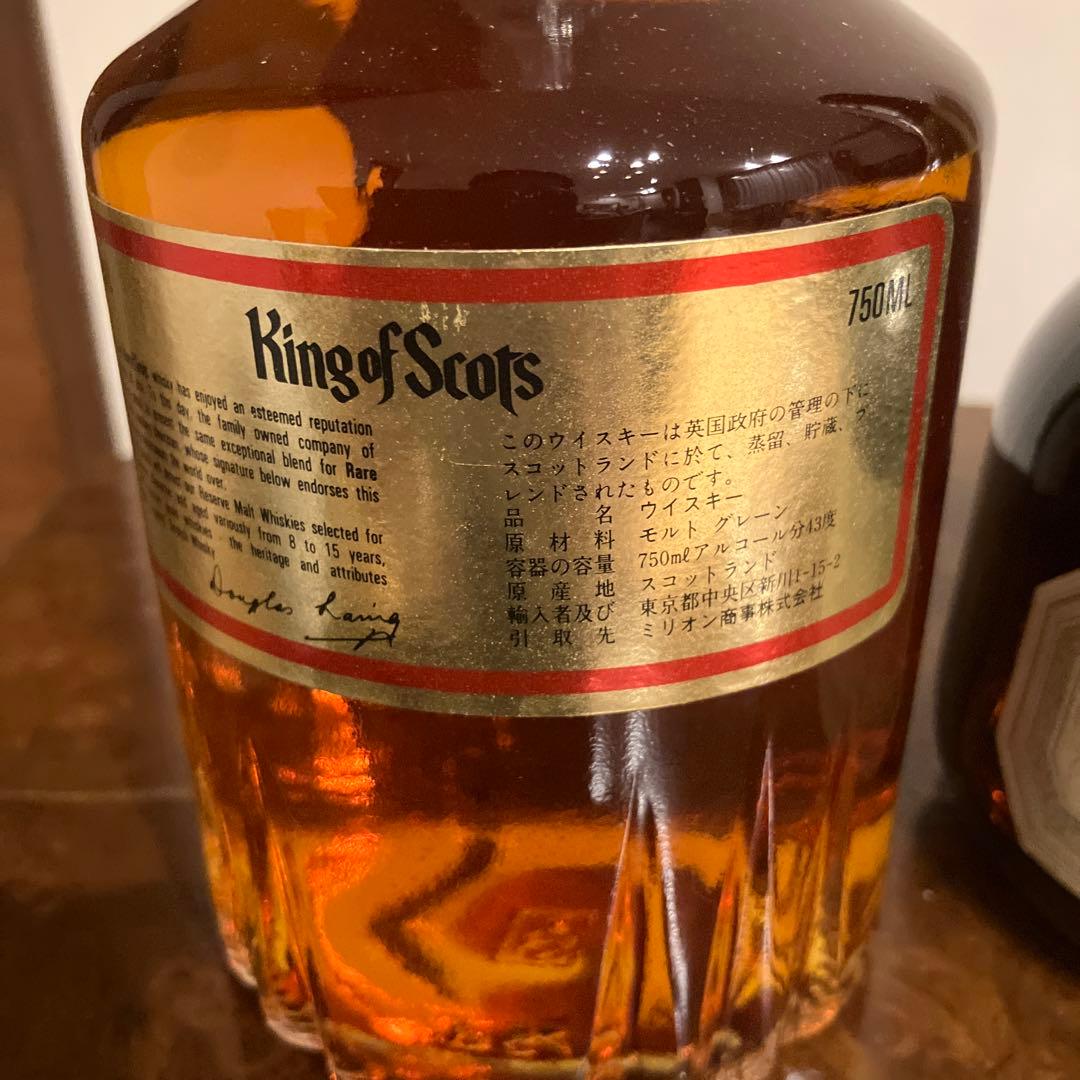 King of Scots
750ML
whisky has enjoyed an esteemed reputation
day, the family owned company of
the same exceptional blend for Rare
whose signature below endorses this
the world over.
our Reserve Malt Whiskies selected for
aged variously from 8 to 15 years,
whiskies the heritage and attributes
Scotch Whisky
Douglas Laing
このウイスキーは英国政府の管理の下に
スコットランドに於て、蒸留、貯蔵、ブ
レンドされたものです。
品名 ウイスキー
原材料 モルト グレーン
容器の容量 750mlアルコール分43度
原産地 スコットランド
輸入者及び 東京都中央区新川1-15-2
引取先 ミリオン商事株式会社